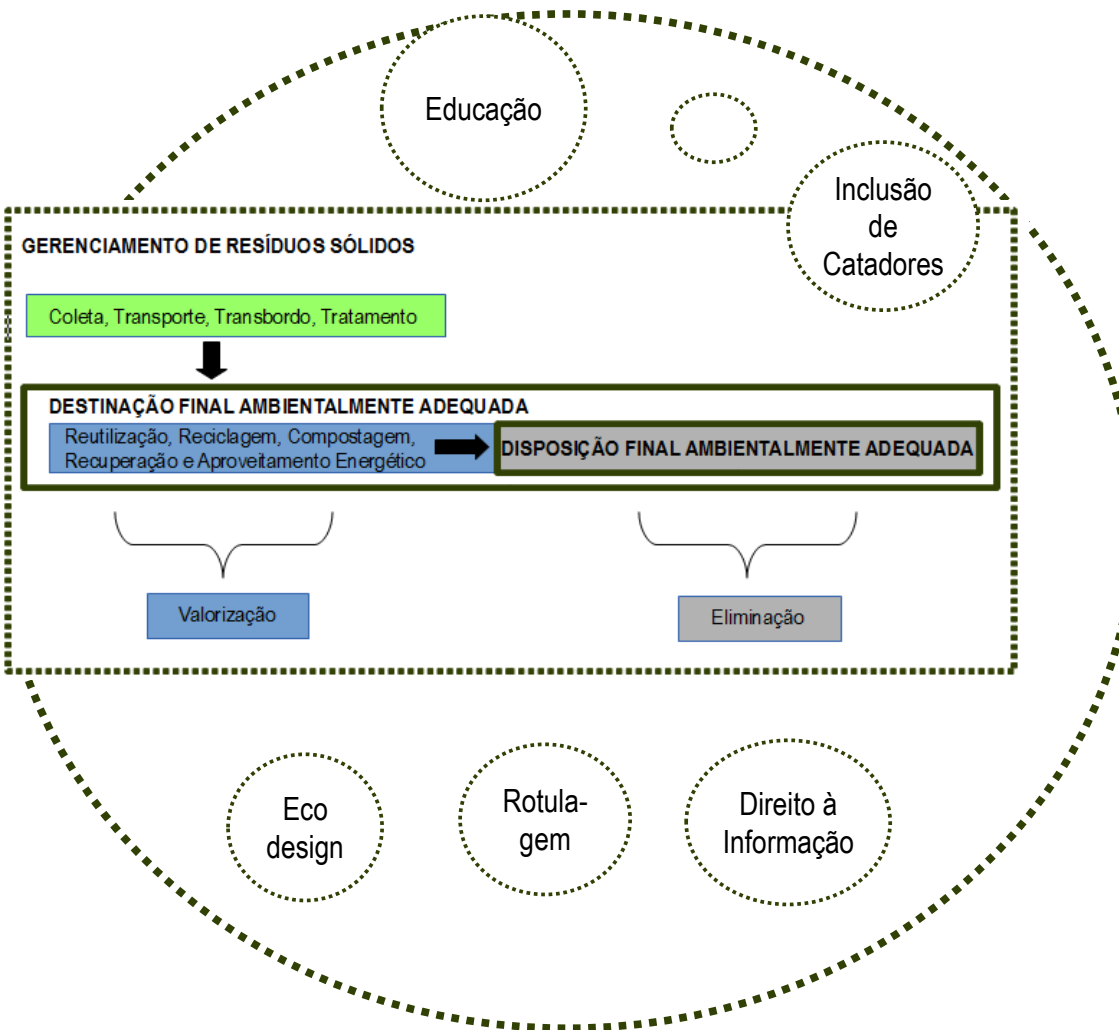 Educação
Inclusão
de
Catadores
GERENCIAMENTO DE RESÍDUOS SÓLIDOS
Coleta, Transporte, Transbordo, Tratamento
DESTINAÇÃO FINAL AMBIENTALMENTE ADEQUADA
Reutilização, Reciclagem, Compostagem,
Recuperação e Aproveitamento Energético
DISPOSIÇÃO FINAL AMBIENTALMENTE ADEQUADA
Valorização
Eliminação
Eco
design
Rotula-
gem
Direito à
Informação